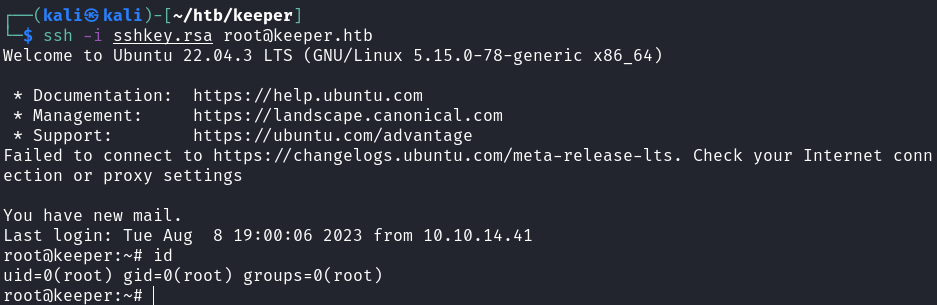 ┌──(kali㉿kali)-[~/htb/keeper]
└─$ ssh -i sshkey.rsa root@keeper.htb
Welcome to Ubuntu 22.04.3 LTS (GNU/Linux 5.15.0-78-generic x86_64)

 * Documentation:  https://help.ubuntu.com
 * Management:     https://landscape.canonical.com
 * Support:        https://ubuntu.com/advantage
Failed to connect to https://changelogs.ubuntu.com/meta-release-lts. Check your Internet conn
ection or proxy settings

You have new mail.
Last login: Tue Aug  8 19:00:06 2023 from 10.10.14.41
root@keeper:~# id
uid=0(root) gid=0(root) groups=0(root)
root@keeper:~#